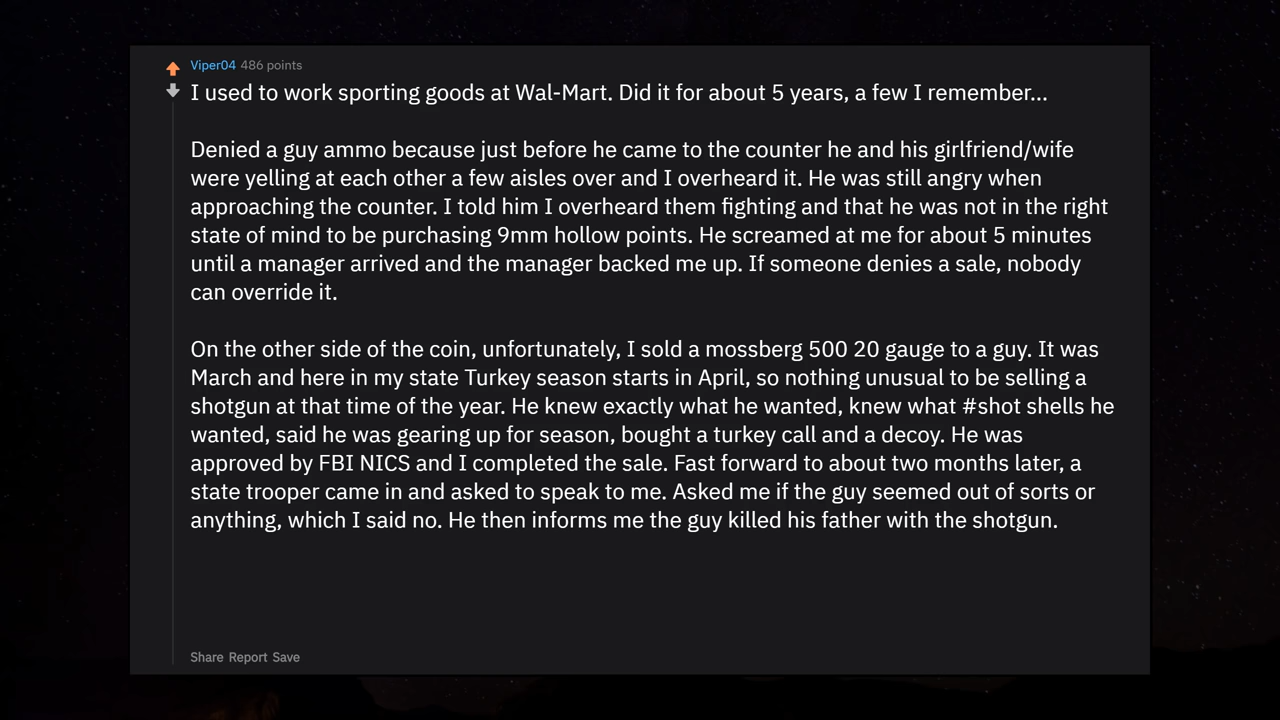 Viper04 486 points
I used to work sporting goods at Wal-Mart. Did it for about 5 years, a few I remember...
Denied a guy ammo because just before he came to the counter he and his girlfriend/wife
were yelling at each other a few aisles over and I overheard it. He was still angry when
approaching the counter. I told him I overheard them fighting and that he was not in the right
state of mind to be purchasing 9mm hollow points. He screamed at me for about 5 minutes
until a manager arrived and the manager backed me up. If someone denies a sale, nobody
can override it.
On the other side of the coin, unfortunately, I sold a mossberg 500 20 gauge to a guy. It was
March and here in my state Turkey season starts in April, so nothing unusual to be selling a
shotgun at that time of the year. He knew exactly what he wanted, knew what #shot shells he
wanted, said he was gearing up for season, bought a turkey call and a decoy. He was
approved by FBI NICS and I completed the sale. Fast forward to about two months later, a
state trooper came in and asked to speak to me. Asked me if the guy seemed out of sorts or
anything, which I said no. He then informs me the guy killed his father with the shotgun.
Share Report Save